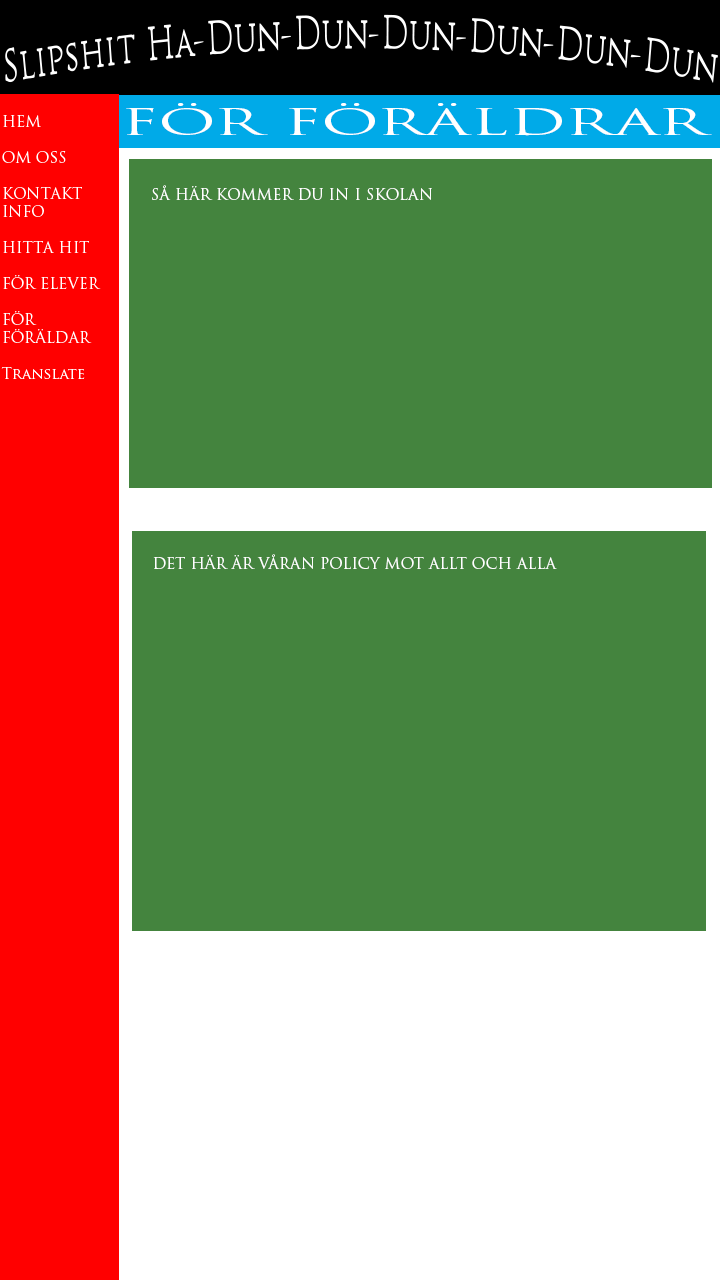 Slipshit Ha-Dun-Dun-Dun-Dun-Dun-Dun
FÖR FÖRÄLDRAR
HEM
OM OSS
KONTAKT
INFO
HITTA HIT
FÖR ELEVER
FÖR
FÖRÄLDAR
Translate
SÅ HÄR KOMMER DU IN I SKOLAN
DET HÄR ÄR VÅRAN POLICY MOT ALLT OCH ALLA